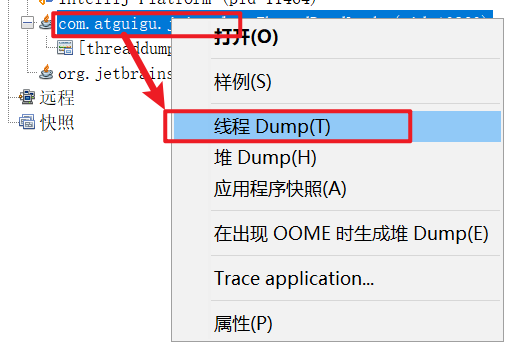 IntelliJ Platform (pid 11464)
com.atguigu.j
[threaddump
org.jetbrains
远程
快照
打开(O)
样例(S)
线程 Dump(T)
堆 Dump(H)
应用程序快照(A)
在出现 OOME 时生成堆 Dump(E)
Trace application...
属性(P)